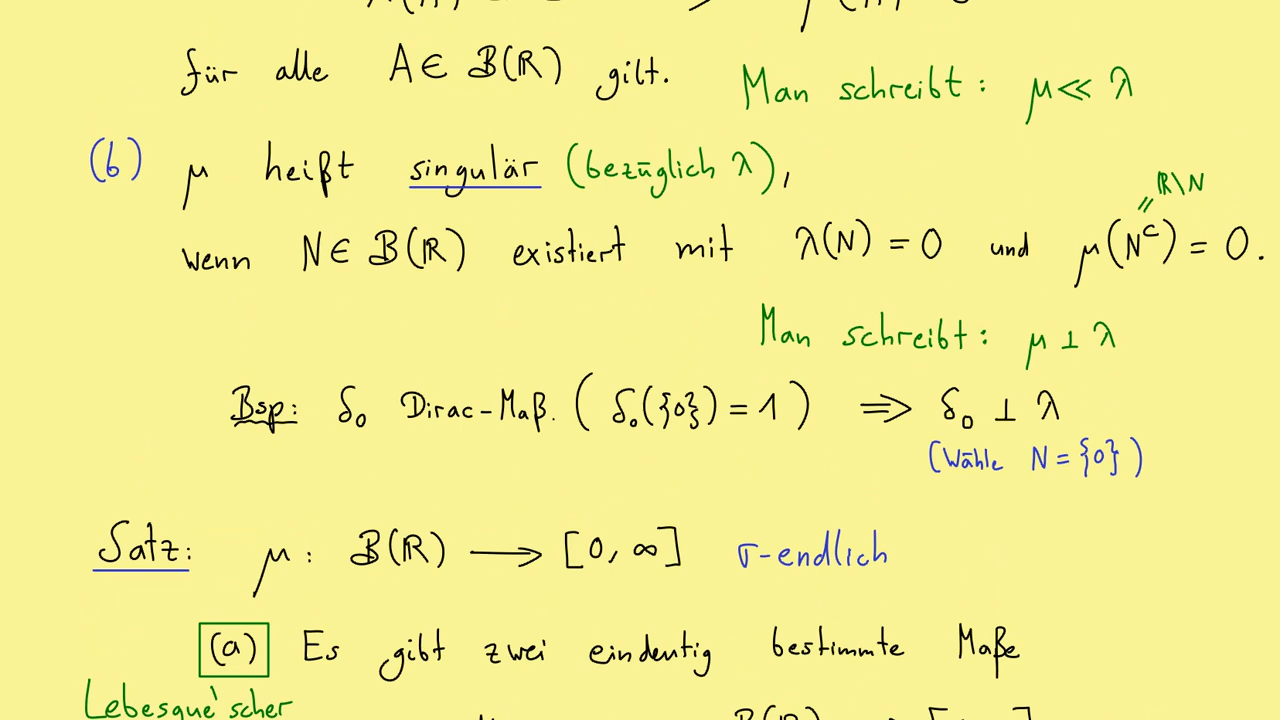 für alle A ∈ B(ℝ) gilt. Man schreibt: μ ≪ λ
(b) μ heißt singulär (bezüglich λ),
ℝ\N
wenn N ∈ B(ℝ) existiert mit λ(N) = 0 und μ(Nᶜ) = 0.
Man schreibt: μ ⊥ λ
Bsp: δ₀ Dirac-Maß. ( δ₀({0}) = 1 ) ⟹ δ₀ ⊥ λ
(Wähle N = {0})
Satz: μ : B(ℝ) ⟶ [0, ∞] σ-endlich
(a) Es gibt zwei eindeutig bestimmte Maße
Lebesgue'scher